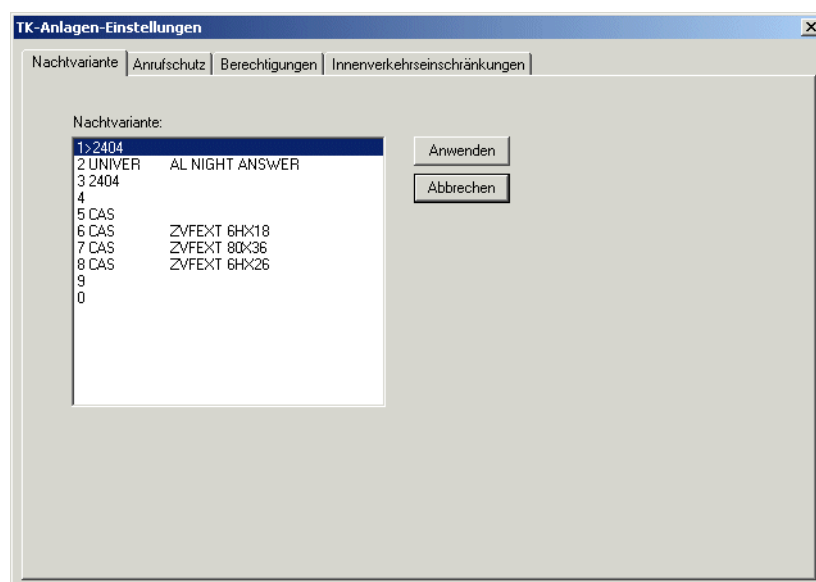 TK-Anlagen-Einstellungen
Nachtvariante Anrufschutz Berechtigungen Innenverkehrseinschränkungen
Nachtvariante:
1>2404
2 UNIVER AL NIGHT ANSWER
3 2404
4
5 CAS
6 CAS ZVFEXT 6HX18
7 CAS ZVFEXT 80X36
8 CAS ZVFEXT 6HX26
9
0
Anwenden
Abbrechen